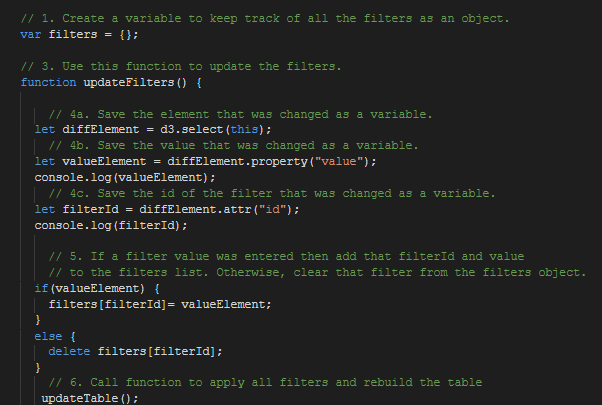 // 1. Create a variable to keep track of all the filters as an object.
var filters = {};
// 3. Use this function to update the filters.
function updateFilters() {
// 4a. Save the element that was changed as a variable.
let diffElement = d3.select(this);
// 4b. Save the value that was changed as a variable.
let valueElement = diffElement.property("value");
console.log(valueElement);
// 4c. Save the id of the filter that was changed as a variable.
let filterId = diffElement.attr("id");
console.log(filterId);
// 5. If a filter value was entered then add that filterId and value
// to the filters list. Otherwise, clear that filter from the filters object.
if(valueElement) {
filters[filterId]= valueElement;
}
else {
delete filters[filterId];
}
// 6. Call function to apply all filters and rebuild the table
updateTable();